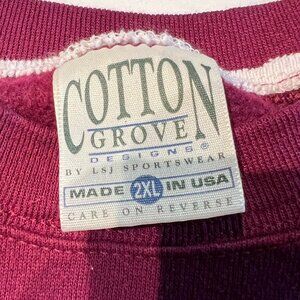 COTTON
GROVE
DESIGNS®
BY LSJ SPORTSWEAR
MADE 2XL IN USA
CARE ON REVERSE